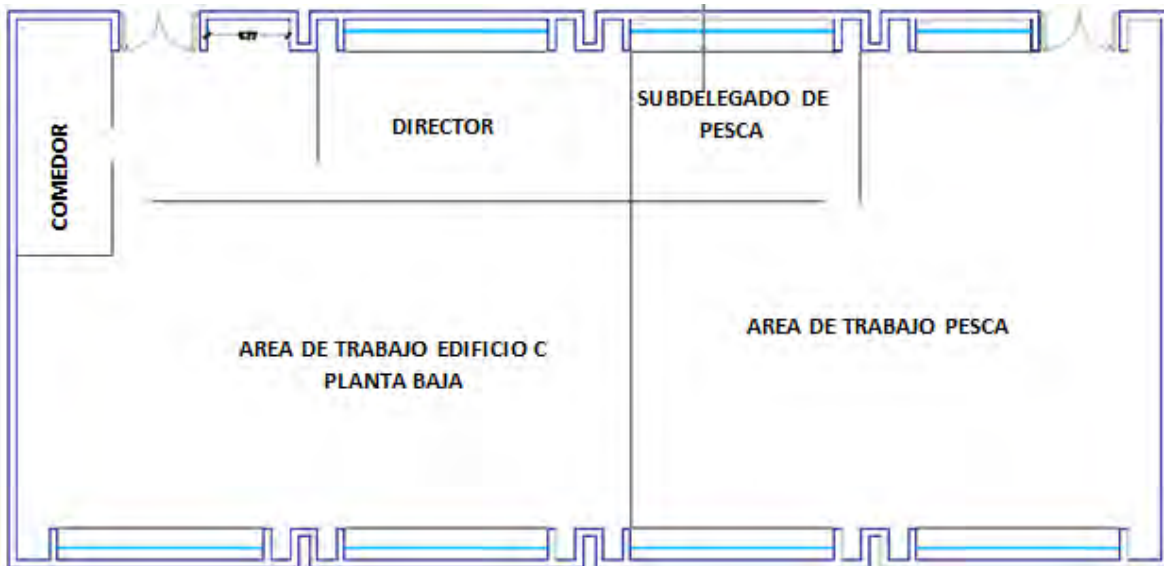 DIRECTOR
SUBDELEGADO DE
PESCA
COMEDOR
AREA DE TRABAJO EDIFICIO C
PLANTA BAJA
AREA DE TRABAJO PESCA